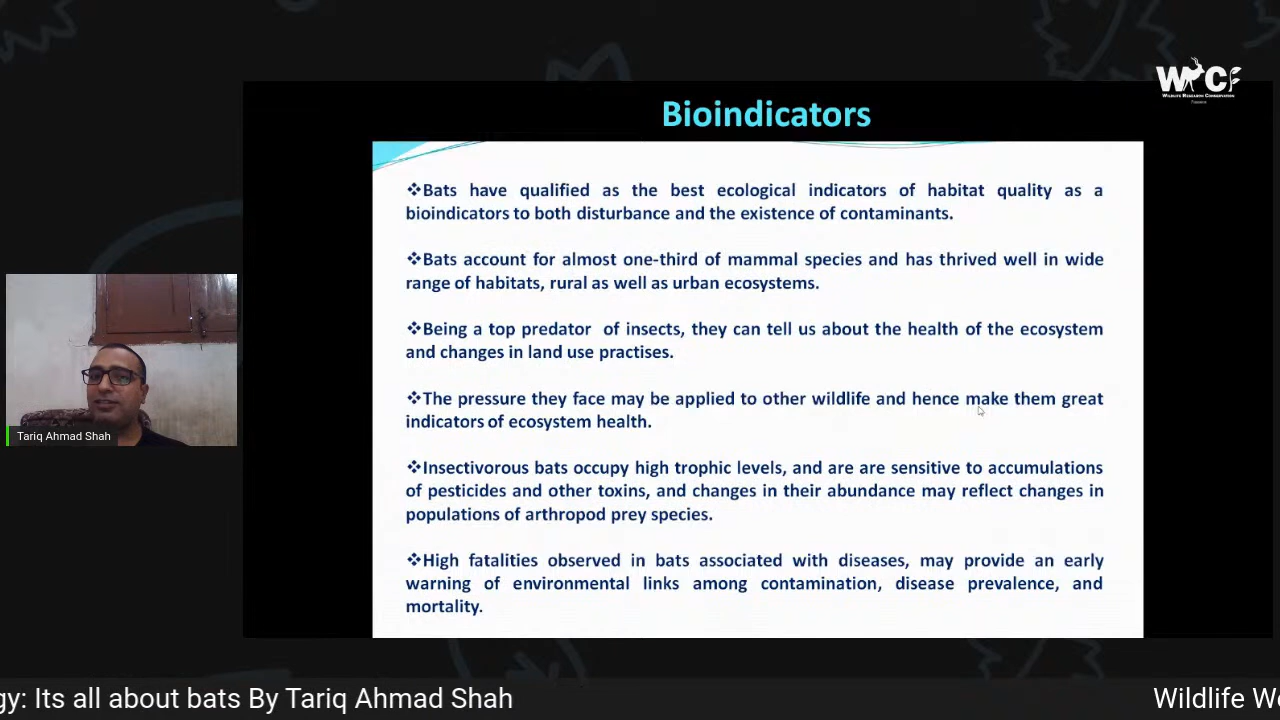 W CF
WILDLIFE RESEARCH CONSERVATION
Bioindicators
❖Bats have qualified as the best ecological indicators of habitat quality as a
bioindicators to both disturbance and the existence of contaminants.
❖Bats account for almost one-third of mammal species and has thrived well in wide
range of habitats, rural as well as urban ecosystems.
❖Being a top predator of insects, they can tell us about the health of the ecosystem
and changes in land use practises.
❖The pressure they face may be applied to other wildlife and hence make them great
indicators of ecosystem health.
❖Insectivorous bats occupy high trophic levels, and are are sensitive to accumulations
of pesticides and other toxins, and changes in their abundance may reflect changes in
populations of arthropod prey species.
❖High fatalities observed in bats associated with diseases, may provide an early
warning of environmental links among contamination, disease prevalence, and
mortality.
Tariq Ahmad Shah
gy: Its all about bats By Tariq Ahmad Shah
Wildlife We